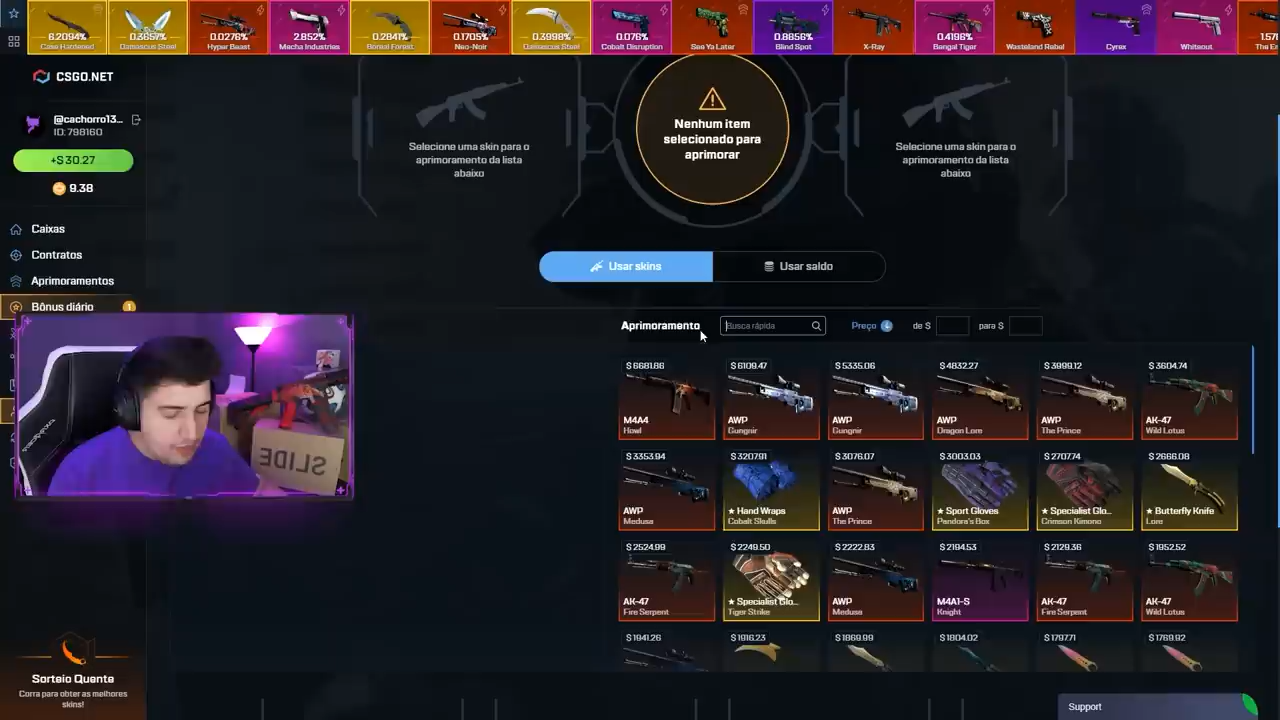 6.2094%
Case Hardened
0.3657%
Damascus Steel
0.0276%
Hyper Beast
2.852%
Mecha Industries
0.2841%
Boreal Forest
0.1705%
Neo-Noir
0.3992%
Damascus Steel
0.076%
Cobalt Disruption
See Ya Later
0.8856%
Blind Spot
X-Ray
0.4196%
Bengal Tiger
Wasteland Rebel
Cyrex
Whiteout
1.571
The E
CSGO.NET
@cachorro13...
ID: 798160
+$ 30.27
9.38
Caixas
Contratos
Aprimoramentos
Bônus diário
1
SLIDE
Sorteio Quente
Corra para obter as melhores
skins!
Selecione uma skin para o
aprimoramento da lista
abaixo
Nenhum item
selecionado para
aprimorar
Selecione uma skin para o
aprimoramento da lista
abaixo
Usar skins
Usar saldo
Aprimoramento
Busca rápida
Preço
de $
para $
$ 6681.86
M4A4
Howl
$ 6109.47
AWP
Gungnir
$ 5335.06
AWP
Gungnir
$ 4832.27
AWP
Dragon Lore
$ 3999.12
AWP
The Prince
$ 3604.74
AK-47
Wild Lotus
$ 3353.94
AWP
Medusa
$ 3207.91
★ Hand Wraps
Cobalt Skulls
$ 3076.07
AWP
The Prince
$ 3003.03
★ Sport Gloves
Pandora's Box
$ 2707.74
★ Specialist Glo...
Crimson Kimono
$ 2666.08
★ Butterfly Knife
Lore
$ 2524.99
AK-47
Fire Serpent
$ 2249.50
★ Specialist Glo...
Tiger Strike
$ 2222.83
AWP
Medusa
$ 2194.53
M4A1-S
Knight
$ 2129.36
AK-47
Fire Serpent
$ 1952.52
AK-47
Wild Lotus
$ 1941.26
$ 1916.23
$ 1869.99
$ 1804.02
$ 1797.71
$ 1769.92
Support